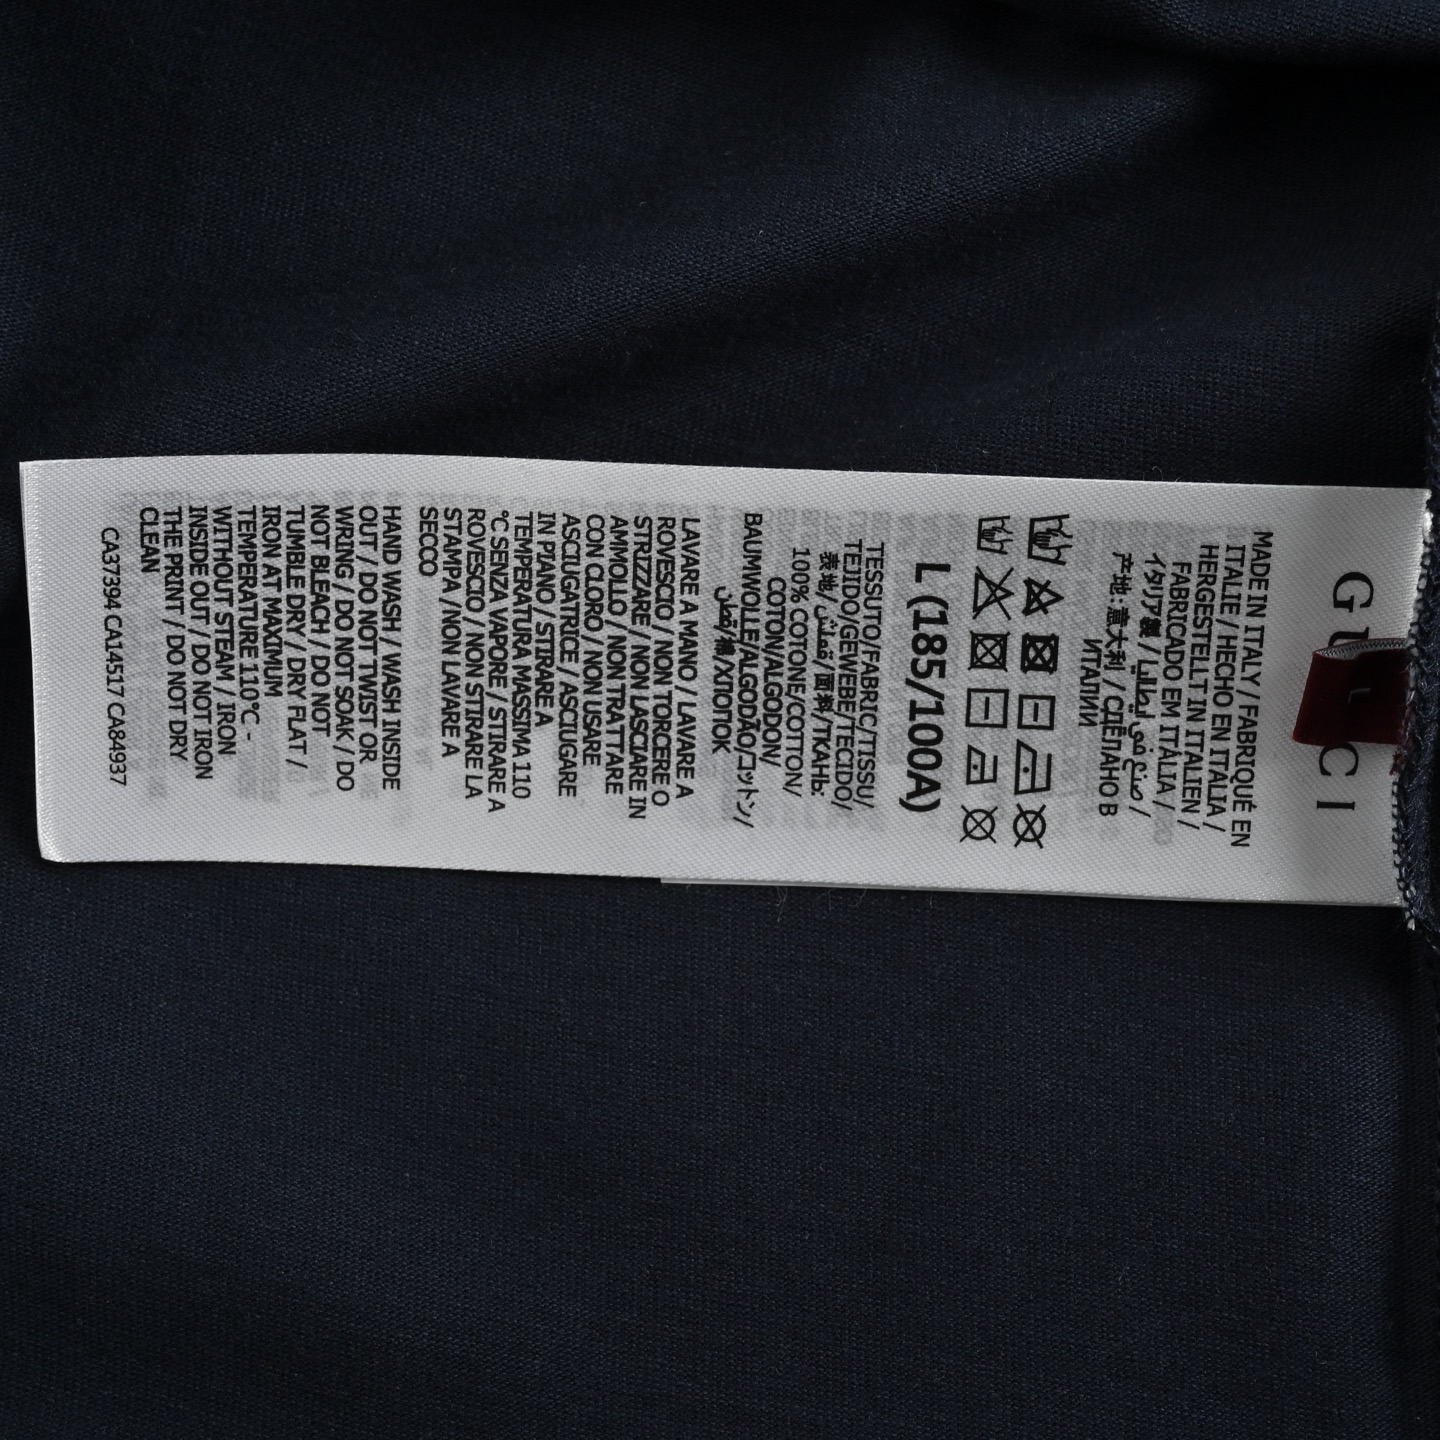 GUCCI
MADE IN ITALY / FABRIQUÉ EN
ITALIE / HECHO EN ITALIA /
HERGESTELLT IN ITALIEN /
FABRICADO EM ITÁLIA /
イタリア製 / صنع في إيطاليا /
产地: 意大利 / СДЕЛАНО В
ИТАЛИИ
L (185/100A)
TESSUTO/FABRIC/TISSU/
TEJIDO/GEWEBE/TECIDO/
表地/قماش/面料/ТКАНЬ:
100% COTONE/COTTON/
COTON/ALGODON/
BAUMWOLLE/ALGODÃO/コットン/
قطن/棉/ХЛОПОК
LAVARE A MANO / LAVARE A
ROVESCIO / NON TORCERE O
STRIZZARE / NON LASCIARE IN
AMMOLLO / NON TRATTARE
CON CLORO / NON USARE
ASCIUGATRICE / ASCIUGARE
IN PIANO / STIRARE A
TEMPERATURA MASSIMA 110
°C SENZA VAPORE / STIRARE A
ROVESCIO / NON STIRARE LA
STAMPA /NON LAVARE A
SECCO
HAND WASH / WASH INSIDE
OUT / DO NOT TWIST OR
WRING / DO NOT SOAK / DO
NOT BLEACH / DO NOT
TUMBLE DRY / DRY FLAT /
IRON AT MAXIMUM
TEMPERATURE 110°C -
WITHOUT STEAM / IRON
INSIDE OUT / DO NOT IRON
THE PRINT / DO NOT DRY
CLEAN
CA37394 CA14517 CA84937